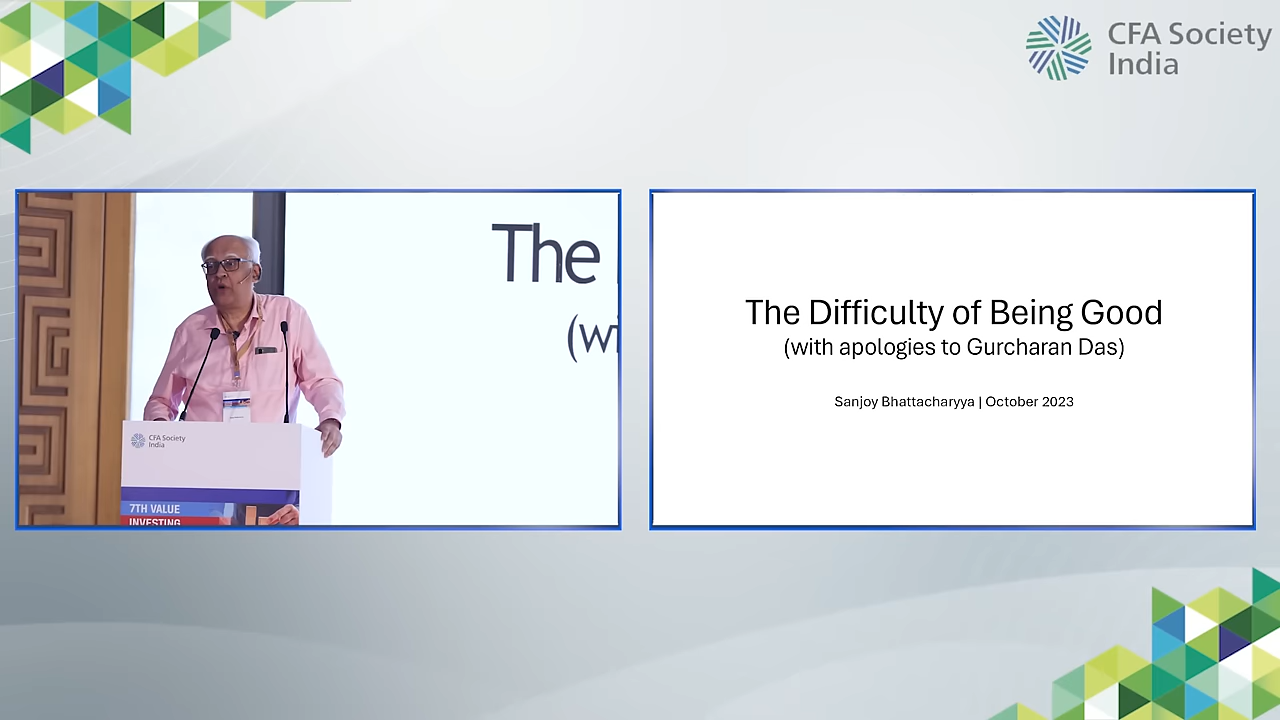 CFA Society
India
The
(wi
CFA Society
India
7TH VALUE
INVESTING
The Difficulty of Being Good
(with apologies to Gurcharan Das)
Sanjoy Bhattacharyya | October 2023